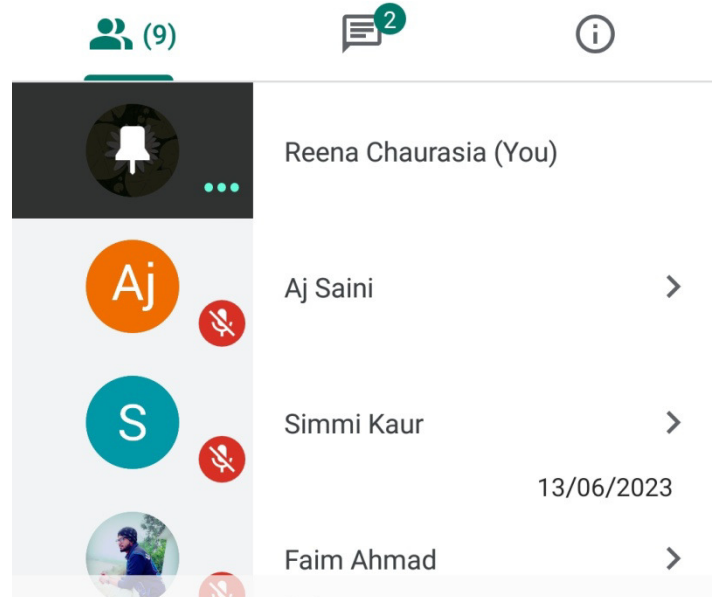 (9)
2
Reena Chaurasia (You)
Aj
Aj Saini
S
Simmi Kaur
13/06/2023
Faim Ahmad